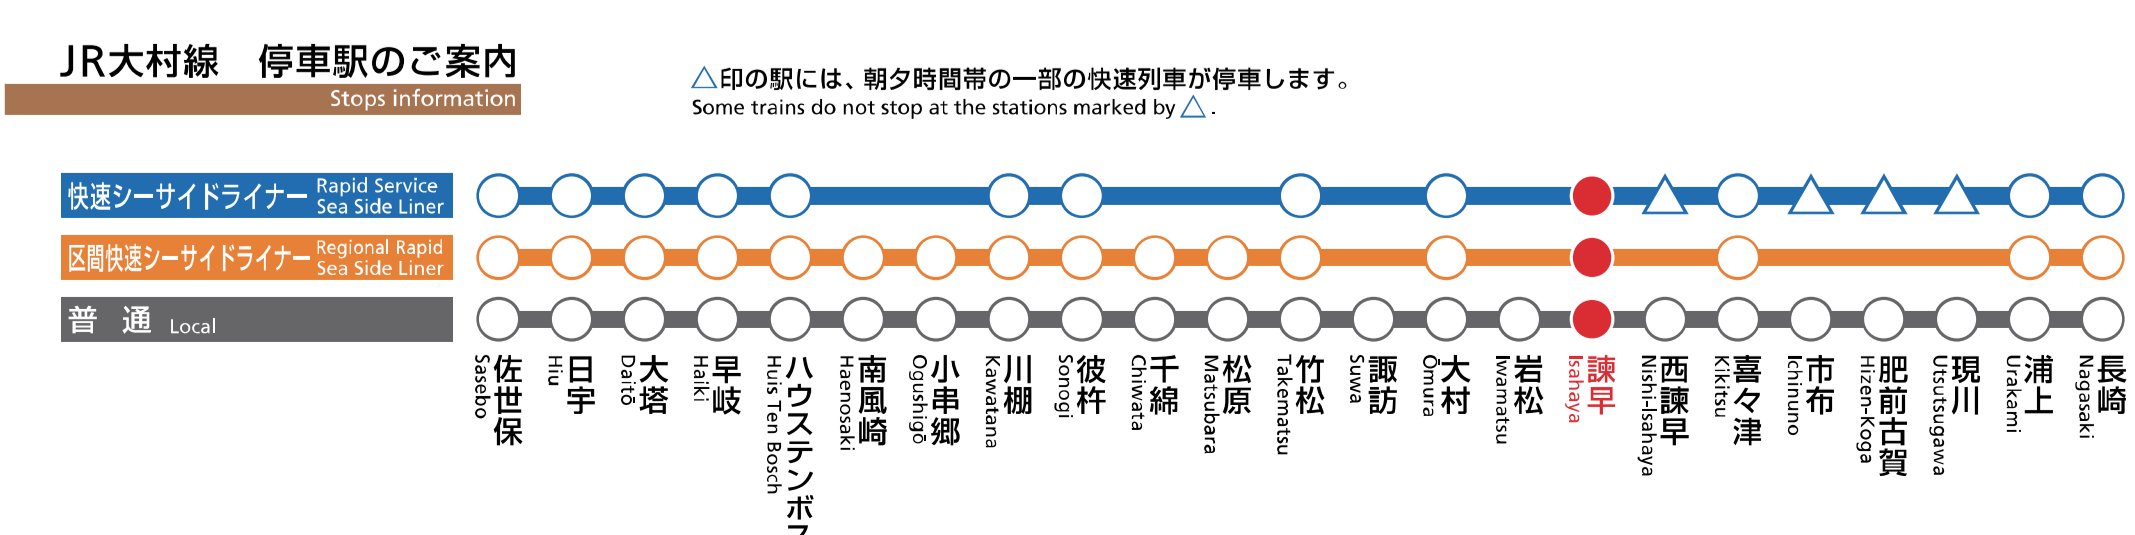 JR大村線　停車駅のご案内
Stops information
△印の駅には、朝夕時間帯の一部の快速列車が停車します。
Some trains do not stop at the stations marked by △ .
快速シーサイドライナー Rapid Service
Sea Side Liner
区間快速シーサイドライナー Regional Rapid
Sea Side Liner
普 通 Local
佐世保
Sasebo
日宇
Hiu
大塔
Daitō
早岐
Haiki
ハウステンボス
Huis Ten Bosch
南風崎
Haenosaki
小串郷
Ogushigō
川棚
Kawatana
彼杵
Sonogi
千綿
Chiwata
松原
Matsubara
竹松
Takematsu
諏訪
Suwa
大村
Ōmura
岩松
Iwamatsu
諫早
Isahaya
西諫早
Nishi-Isahaya
喜々津
Kikitsu
市布
Ichinuno
肥前古賀
Hizen-Koga
現川
Utsutsugawa
浦上
Urakami
長崎
Nagasaki